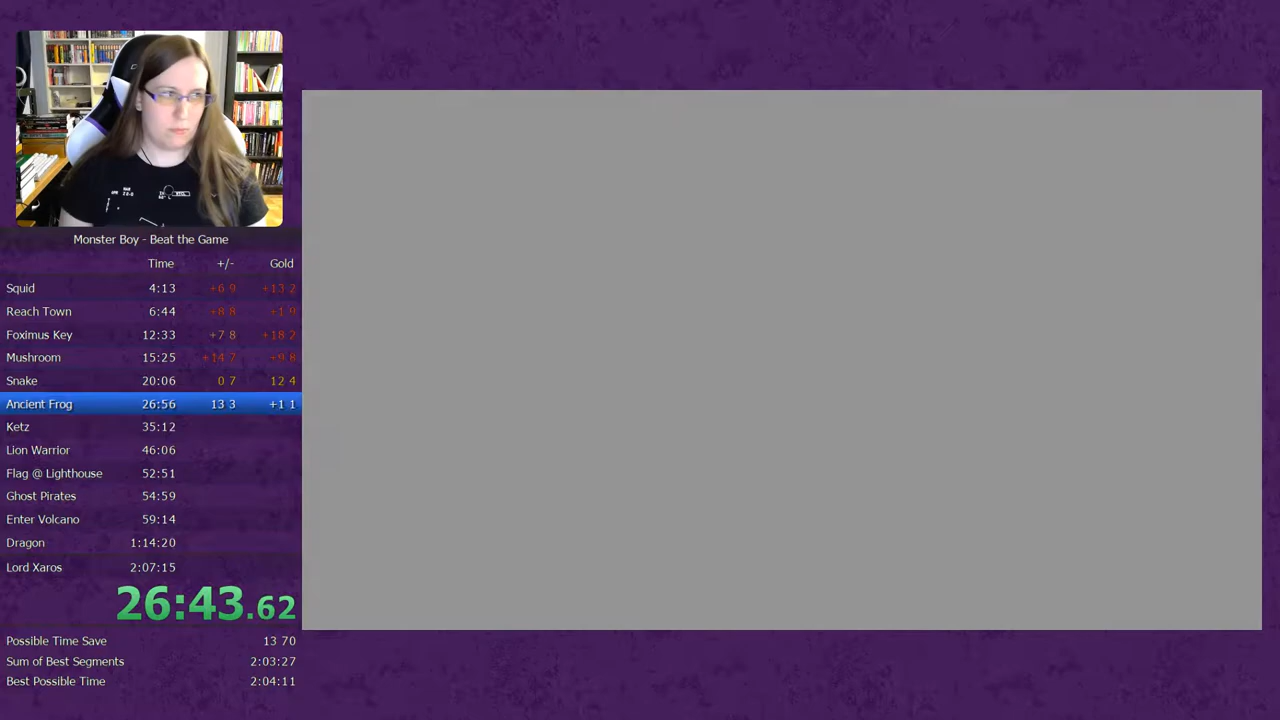 Monster Boy - Beat the Game
Time +/- Gold
Squid 4:13 +6 9 +13 2
Reach Town 6:44 +8 8 +1 9
Foximus Key 12:33 +7 8 +18 2
Mushroom 15:25 +14 7 +9 8
Snake 20:06 0 7 12 4
Ancient Frog 26:56 13 3 +1 1
Ketz 35:12
Lion Warrior 46:06
Flag @ Lighthouse 52:51
Ghost Pirates 54:59
Enter Volcano 59:14
Dragon 1:14:20
Lord Xaros 2:07:15
26:43.62
Possible Time Save 13 70
Sum of Best Segments 2:03:27
Best Possible Time 2:04:11